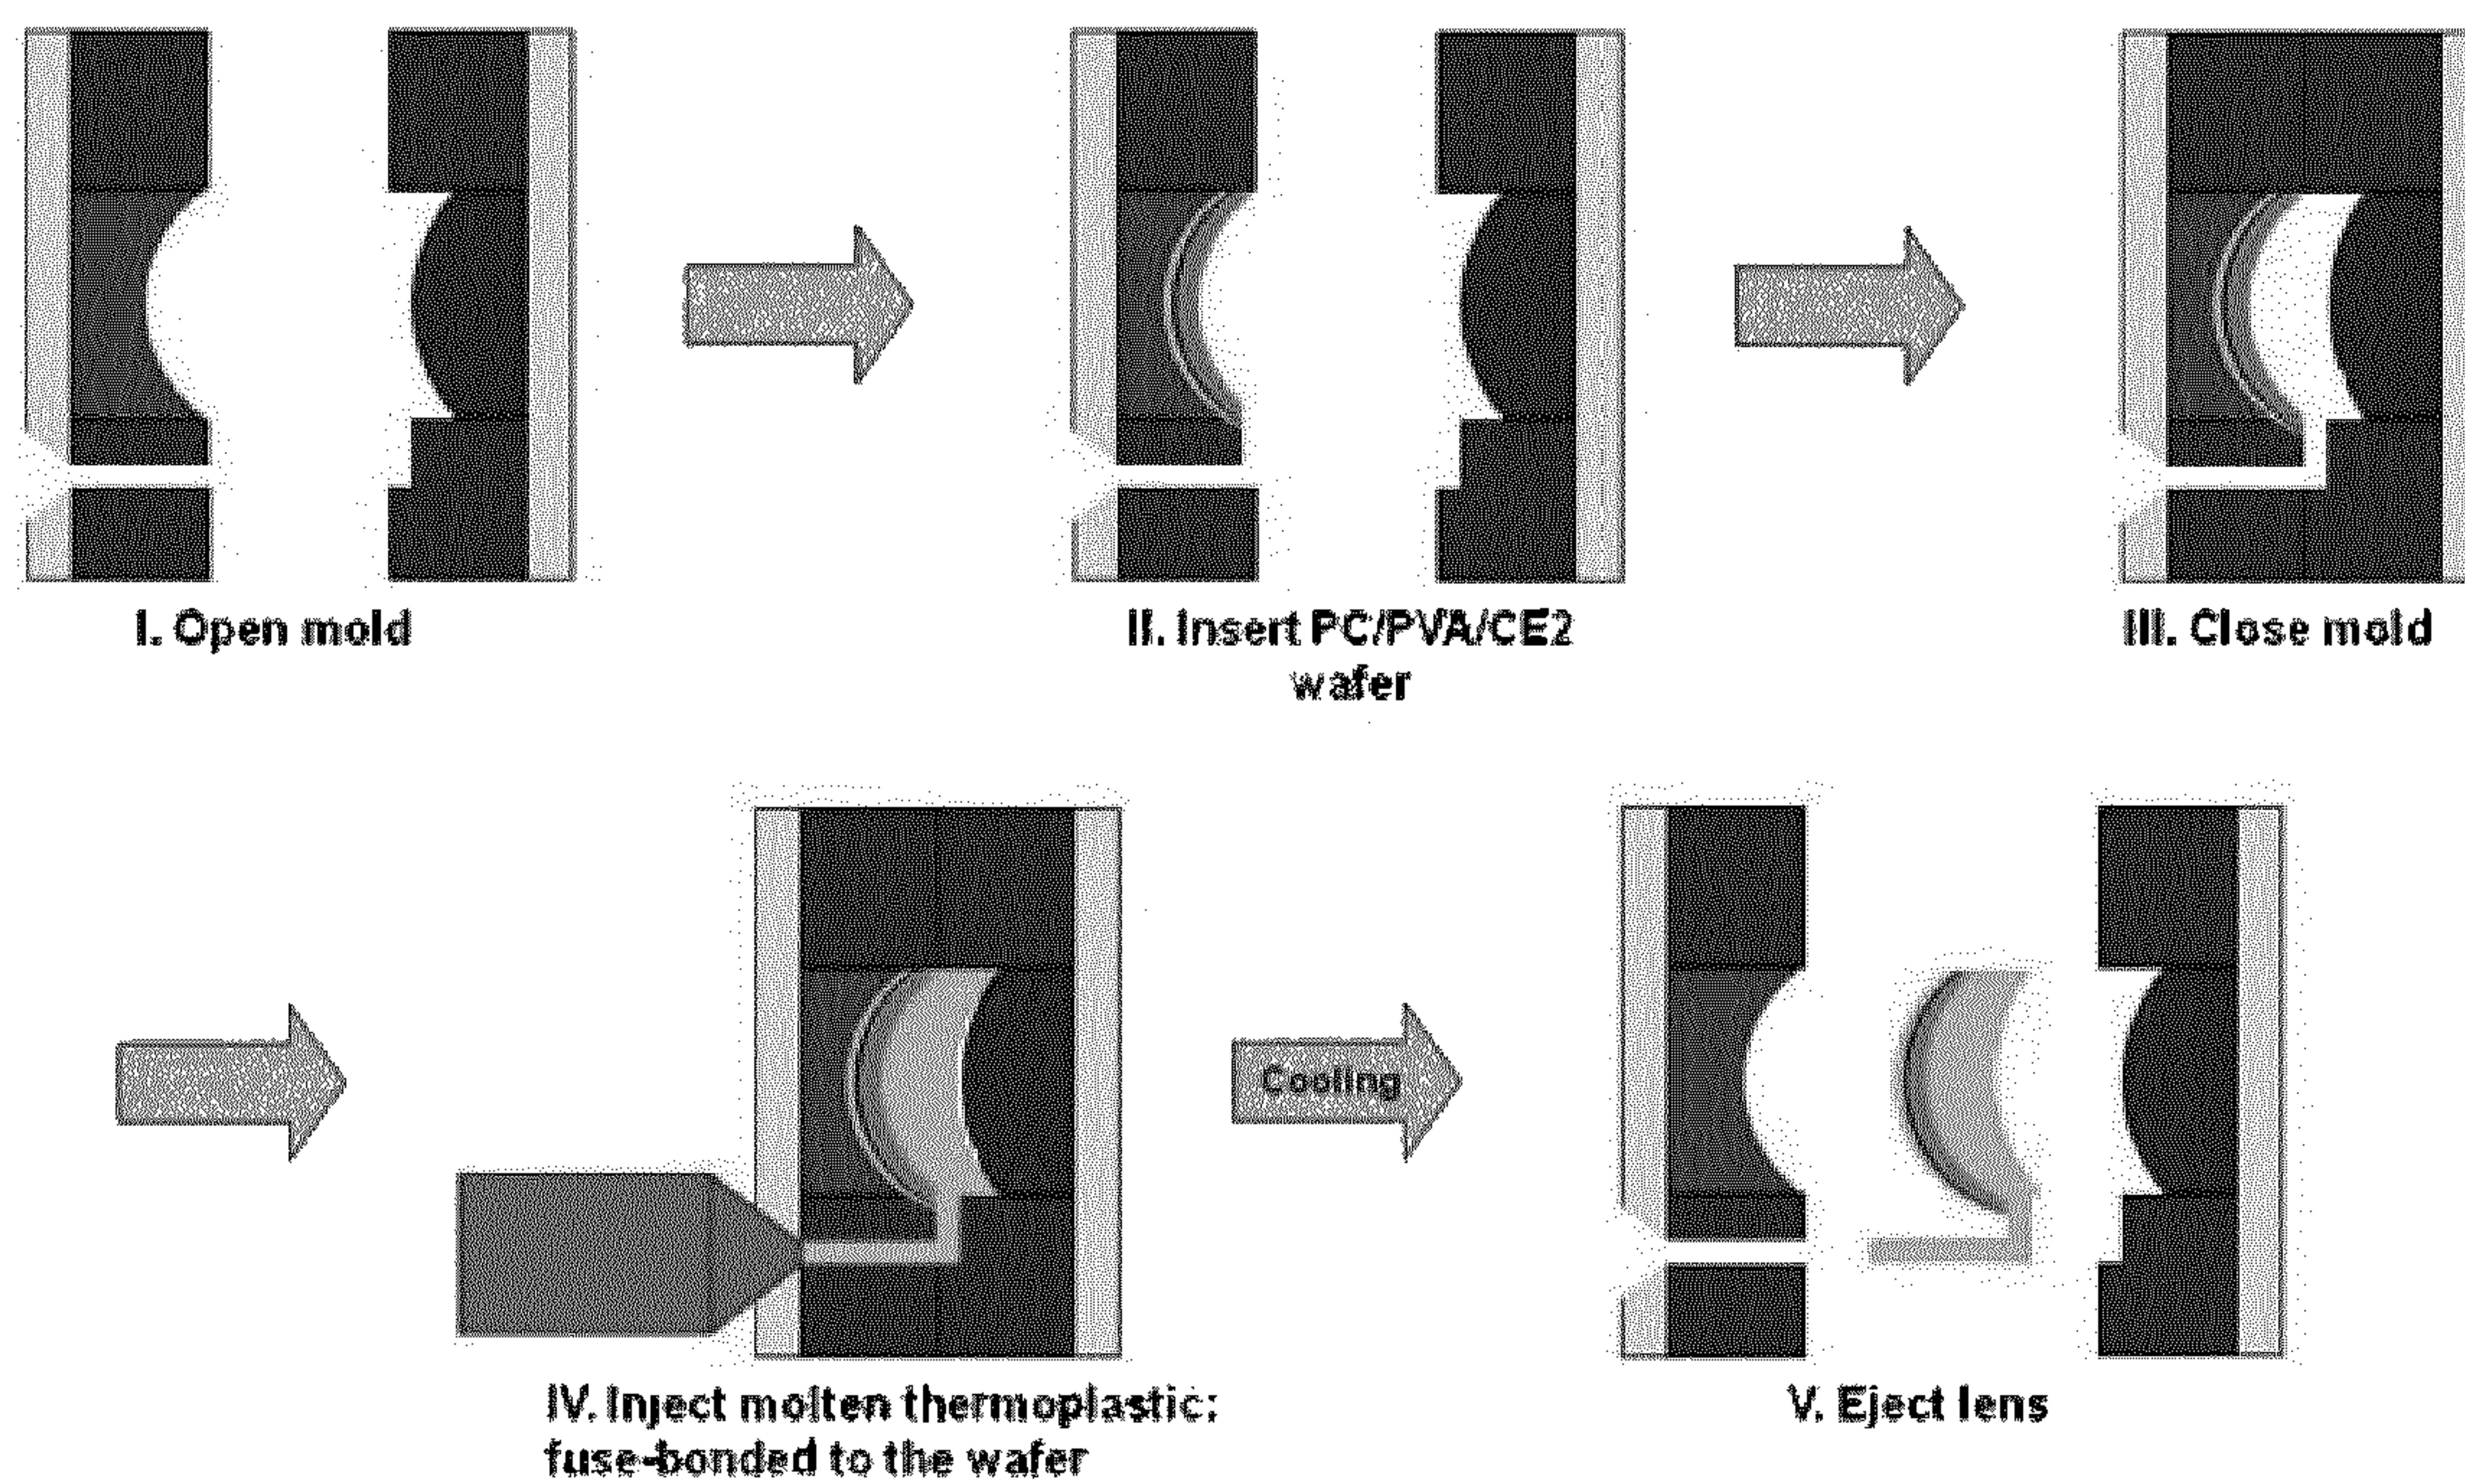 I. Open mold
II. Insert PC/PVA/CE2
wafer
III. Close mold
Cooling
IV. Inject molten thermoplastic:
fuse-bonded to the wafer
V. Eject lens